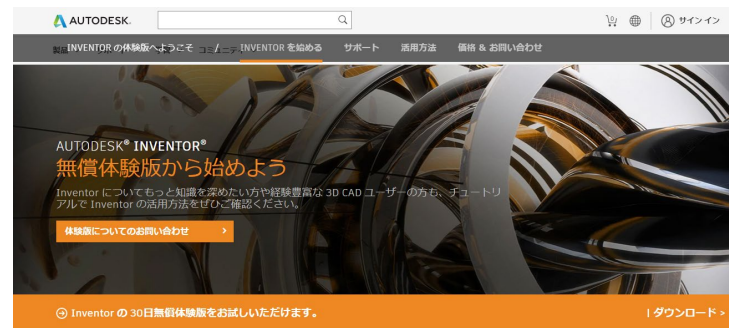 AUTODESK.
サインイン
INVENTOR の体験版へようこそ / INVENTOR を始める サポート 活用方法 価格 & お問い合わせ
AUTODESK® INVENTOR®
無償体験版から始めよう
Inventor についてもっと知識を深めたい方や経験豊富な 3D CAD ユーザーの方も、チュートリ
アルで Inventor の活用方法をぜひご確認ください。
体験版についてのお問い合わせ >
Inventor の 30日無償体験版をお試しいただけます。
| ダウンロード >